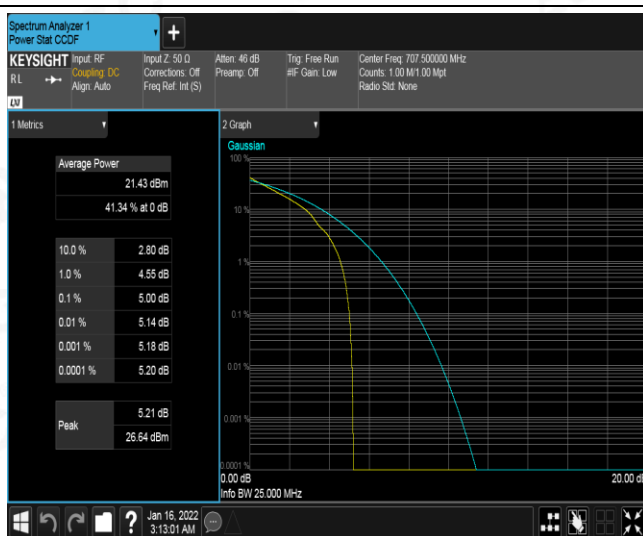 Spectrum Analyzer 1
Power Stat CCDF
+
KEYSIGHT
RL
Input: RF
Coupling: DC
Align: Auto
Input Z: 50 Ω
Corrections: Off
Freq Ref: Int (S)
Atten: 46 dB
Preamp: Off
Trig: Free Run
#IF Gain: Low
Center Freq: 707.500000 MHz
Counts: 1.00 M/1.00 Mpt
Radio Std: None
1 Metrics
Average Power
21.43 dBm
41.34 % at 0 dB
10.0 % 2.80 dB
1.0 % 4.55 dB
0.1 % 5.00 dB
0.01 % 5.14 dB
0.001 % 5.18 dB
0.0001 % 5.20 dB
Peak
5.21 dB
26.64 dBm
2 Graph
Gaussian
100 %
10 %
1 %
0.1 %
0.01 %
0.001 %
0.0001 %
0.00 dB
20.00 dB
Info BW 25.000 MHz
?
Jan 16, 2022
3:13:01 AM